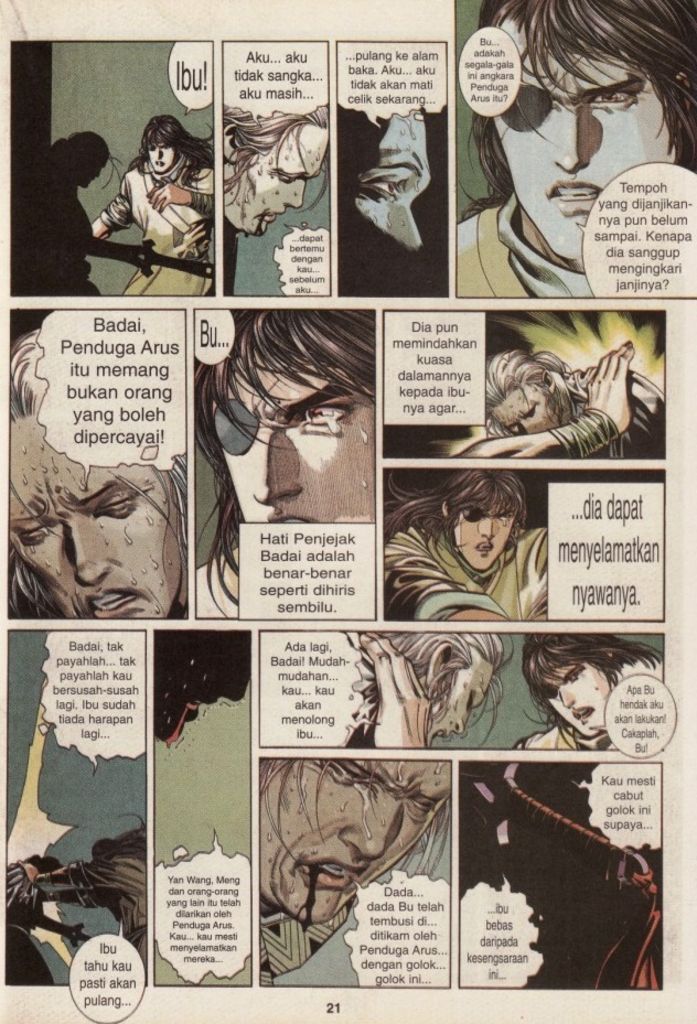 Ibu!
Aku... aku
tidak sangka...
aku masih...
...dapat
bertemu
dengan
kau...
sebelum
aku...
...pulang ke alam
baka. Aku... aku
tidak akan mati
celik sekarang...
Bu...
adakah
segala-gala
ini angkara
Penduga
Arus itu?
Tempoh
yang dijanjikan-
nya pun belum
sampai. Kenapa
dia sanggup
mengingkari
janjinya?
Badai,
Penduga Arus
itu memang
bukan orang
yang boleh
dipercayai!
Bu...
Hati Penjejak
Badai adalah
benar-benar
seperti dihiris
sembilu.
Dia pun
memindahkan
kuasa
dalamannya
kepada ibu-
nya agar...
...dia dapat
menyelamatkan
nyawanya.
Badai, tak
payahlah... tak
payahlah kau
bersusah-susah
lagi. Ibu sudah
tiada harapan
lagi...
Ibu
tahu kau
pasti akan
pulang...
Yan Wang, Meng
dan orang-orang
yang lain itu telah
dilarikan oleh
Penduga Arus.
Kau... kau mesti
menyelamatkan
mereka...
Ada lagi,
Badai! Mudah-
mudahan...
kau... kau
akan
menolong
ibu...
Apa Bu
hendak aku
akan lakukan!
Cakaplah,
Bu!
Dada...
dada Bu telah
tembusi di...
ditikam oleh
Penduga Arus...
dengan golok...
golok ini...
Kau mesti
cabut
golok ini
supaya...
...ibu
bebas
daripada
kesengsaraan
ini...
21